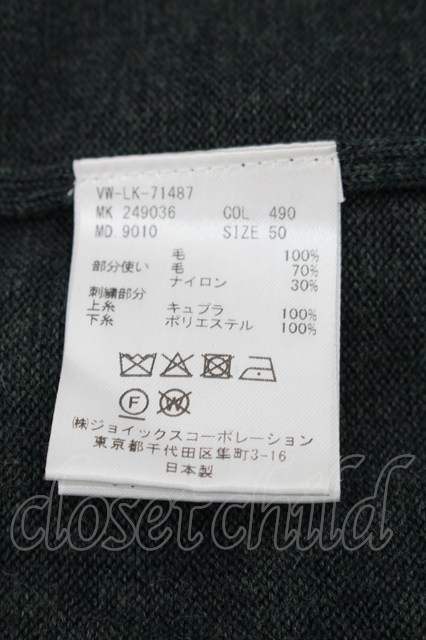 VW-LK-71487
MK 249036 COL 490
MD 9010 SIZE 50
毛 100%
部分使い 毛 70%
ナイロン 30%
刺繍部分
上糸 キュプラ 100%
下糸 ポリエステル 100%
F W
㈱ジョイックスコーポレーション
東京都千代田区隼町3-16
日本製
closet child